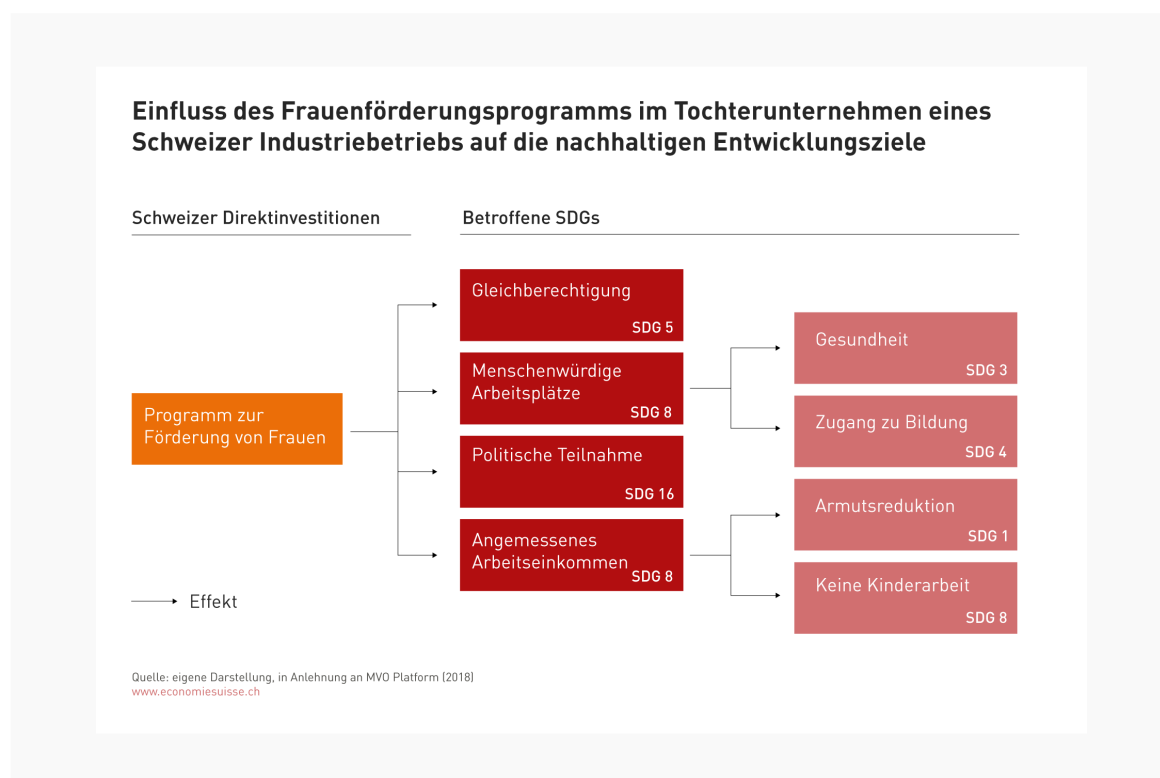 Einfluss des Frauenförderungsprogramms im Tochterunternehmen eines
Schweizer Industriebetriebs auf die nachhaltigen Entwicklungsziele
Schweizer Direktinvestitionen
Betroffene SDGs
Programm zur
Förderung von Frauen
Gleichberechtigung
SDG 5
Menschenwürdige
Arbeitsplätze
SDG 8
Politische Teilnahme
SDG 16
Angemessenes
Arbeitseinkommen
SDG 8
Gesundheit
SDG 3
Zugang zu Bildung
SDG 4
Armutsreduktion
SDG 1
Keine Kinderarbeit
SDG 8
Effekt
Quelle: eigene Darstellung, in Anlehnung an MVO Platform (2018)
www.economiesuisse.ch